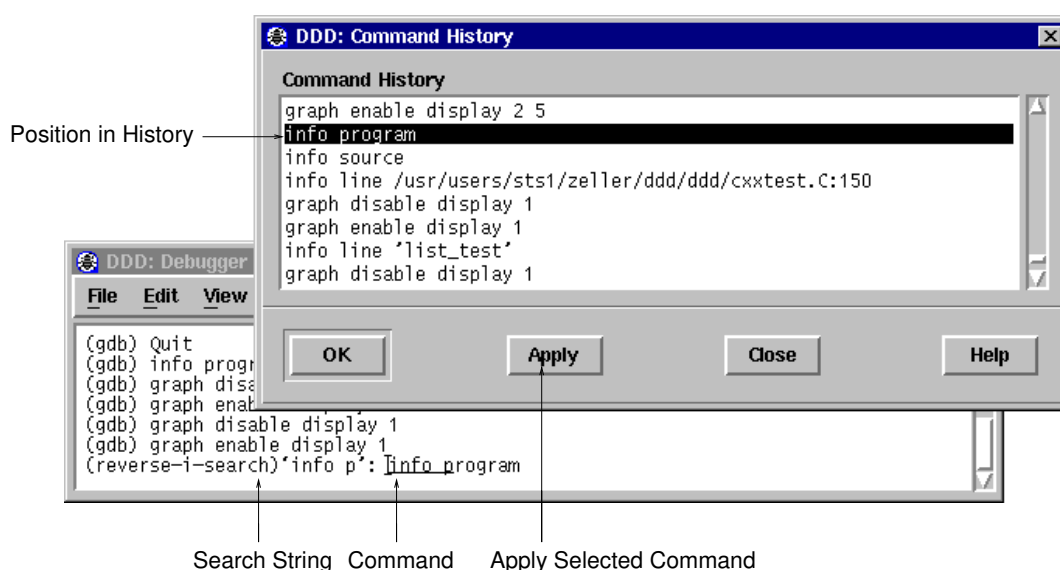 DDD: Command History
Command History
graph enable display 2 5
Position in History
info program
info source
info line /usr/users/sts1/zeller/ddd/ddd/cxxtest.C:150
graph disable display 1
graph enable display 1
info line 'list_test'
graph disable display 1
OK
Apply
Close
Help
DDD: Debugger
File Edit View
(gdb) Quit
(gdb) info progr
(gdb) graph disa
(gdb) graph enab
(gdb) graph disable display 1
(gdb) graph enable display 1
(reverse-i-search)`info p': info program
Search String Command Apply Selected Command